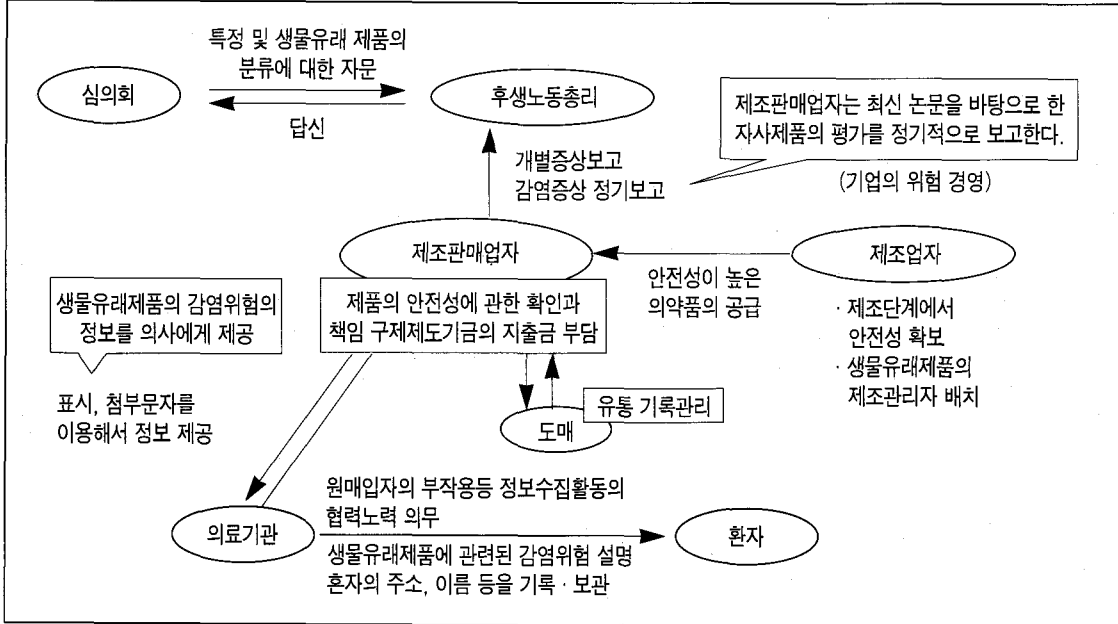 특정 및 생물유래 제품의
분류에 대한 자문
심의회
후생노동총리
답신
제조판매업자는 최신 논문을 바탕으로 한
자사제품의 평가를 정기적으로 보고한다.
(기업의 위험 경영)
개별증상보고
감염증상 정기보고
제조판매업자
제조업자
안전성이 높은
의약품의 공급
생물유래제품의 감염위험의
정보를 의사에게 제공
제품의 안전성에 관한 확인과
책임 구제제도기금의 지출금 부담
· 제조단계에서
안전성 확보
· 생물유래제품의
제조관리자 배치
표시, 첨부문자를
이용해서 정보 제공
유통 기록관리
도매
원매입자의 부작용등 정보수집활동의
협력노력 의무
의료기관
환자
생물유래제품에 관련된 감염위험 설명
혼자의 주소, 이름 등을 기록 · 보관